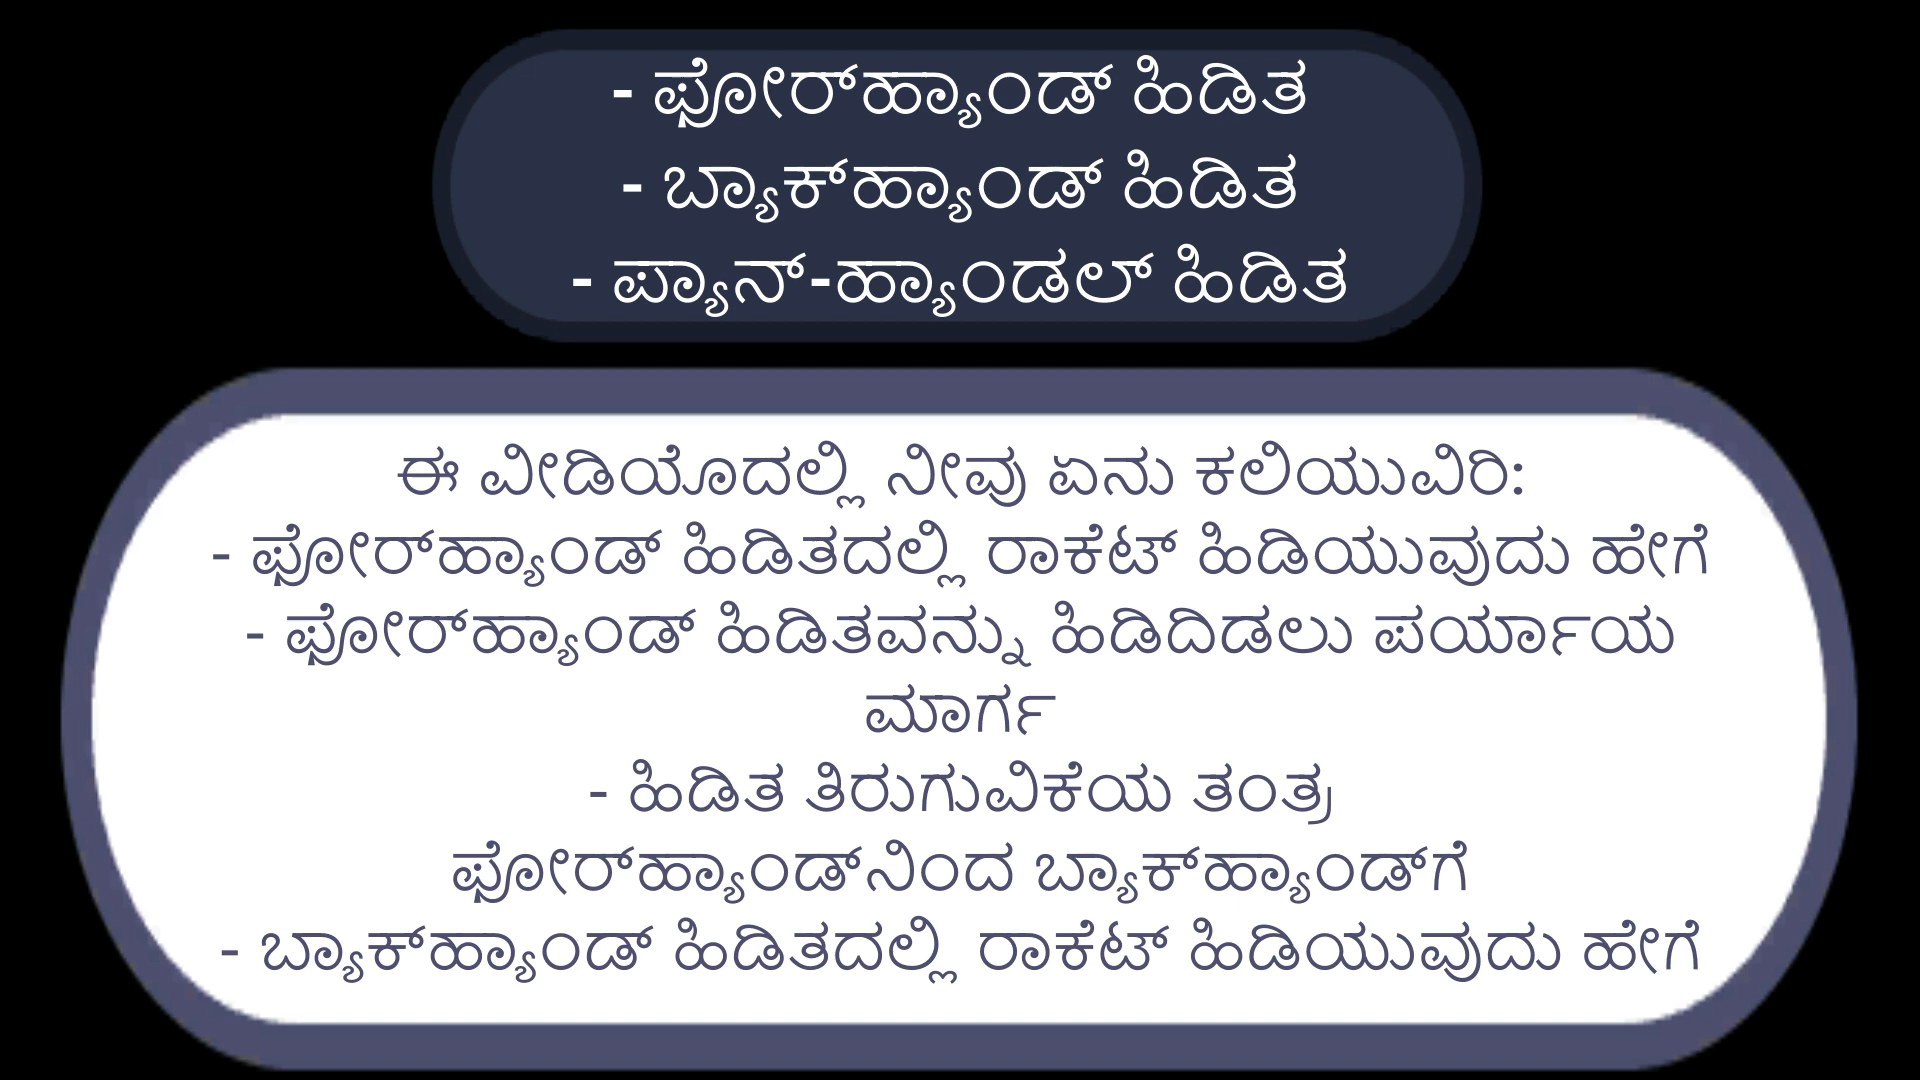 - ಫೋರ್‌ಹ್ಯಾಂಡ್ ಹಿಡಿತ
- ಬ್ಯಾಕ್‌ಹ್ಯಾಂಡ್ ಹಿಡಿತ
- ಪ್ಯಾನ್-ಹ್ಯಾಂಡಲ್ ಹಿಡಿತ
ಈ ವೀಡಿಯೊದಲ್ಲಿ ನೀವು ಏನು ಕಲಿಯುವಿರಿ:
- ಫೋರ್‌ಹ್ಯಾಂಡ್ ಹಿಡಿತದಲ್ಲಿ ರಾಕೆಟ್ ಹಿಡಿಯುವುದು ಹೇಗೆ
- ಫೋರ್‌ಹ್ಯಾಂಡ್ ಹಿಡಿತವನ್ನು ಹಿಡಿದಿಡಲು ಪರ್ಯಾಯ
ಮಾರ್ಗ
- ಹಿಡಿತ ತಿರುಗುವಿಕೆಯ ತಂತ್ರ
ಫೋರ್‌ಹ್ಯಾಂಡ್‌ನಿಂದ ಬ್ಯಾಕ್‌ಹ್ಯಾಂಡ್‌ಗೆ
- ಬ್ಯಾಕ್‌ಹ್ಯಾಂಡ್ ಹಿಡಿತದಲ್ಲಿ ರಾಕೆಟ್ ಹಿಡಿಯುವುದು ಹೇಗೆ